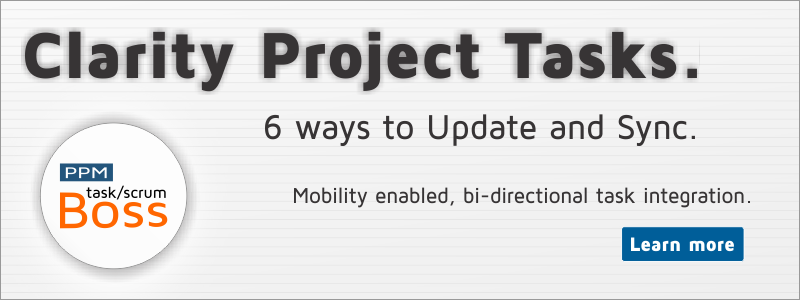 Clarity Project Tasks.
6 ways to Update and Sync.
PPM
task/scrum
Boss
Mobility enabled, bi-directional task integration.
Learn more